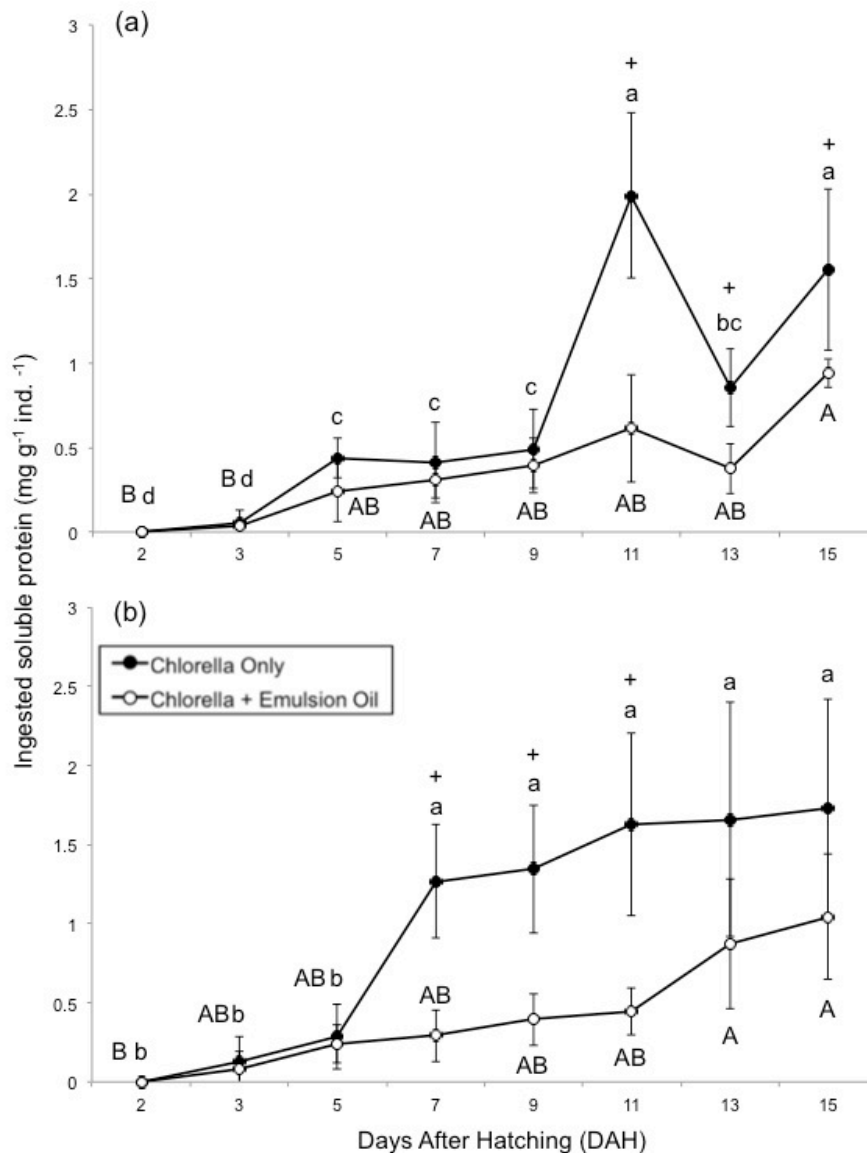 (a)
3
2.5
2
1.5
1
0.5
0
+
a
+
a
+
bc
c
c
c
B d
B d
AB
AB
AB
AB
AB
A
2 3 5 7 9 11 13 15
Ingested soluble protein (mg g⁻¹ ind. ⁻¹)
(b)
3
2.5
2
1.5
1
0.5
0
Chlorella Only
Chlorella + Emulsion Oil
+
a
+
a
+
a
a
a
B b
AB b
AB b
AB
AB
AB
A
A
2 3 5 7 9 11 13 15
Days After Hatching (DAH)